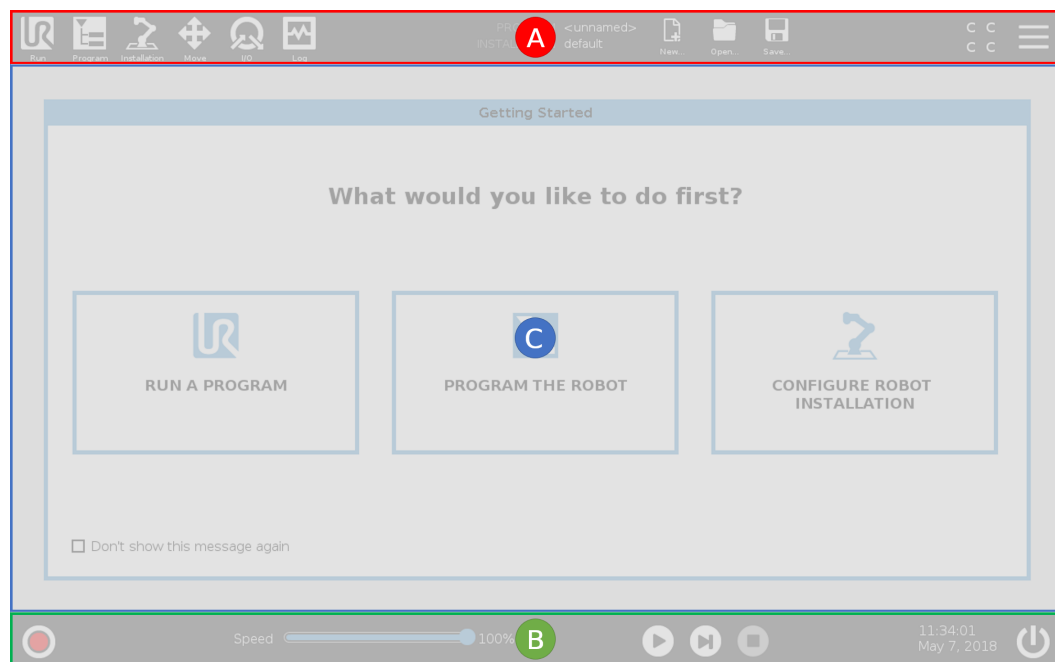 <unnamed>
default
C C
C C
Run
Program
Installation
Move
I/O
Log
A
New...
Open...
Save...
Getting Started
What would you like to do first?
C
RUN A PROGRAM
PROGRAM THE ROBOT
CONFIGURE ROBOT
INSTALLATION
Don't show this message again
Speed
100%
B
11:34:01
May 7, 2018